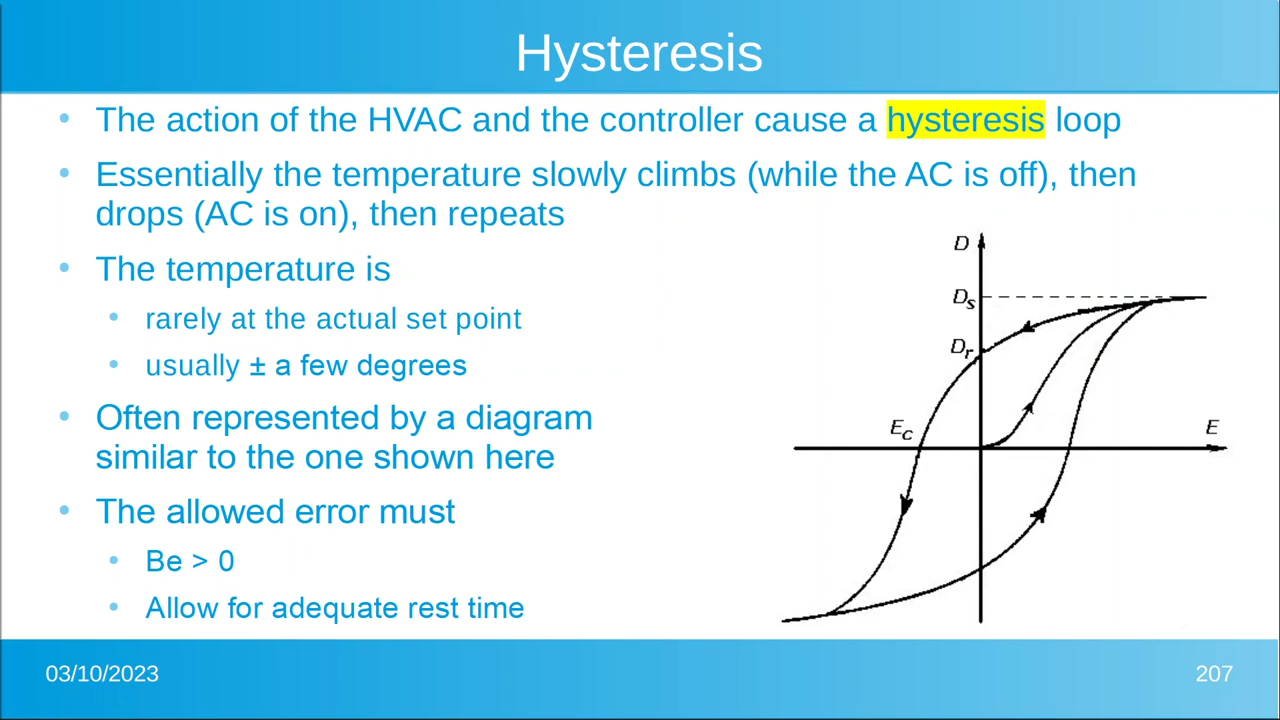 Hysteresis
The action of the HVAC and the controller cause a hysteresis loop
Essentially the temperature slowly climbs (while the AC is off), then
drops (AC is on), then repeats
The temperature is
rarely at the actual set point
usually ± a few degrees
Often represented by a diagram
similar to the one shown here
The allowed error must
Be > 0
Allow for adequate rest time
D
Ds
Dr
Ec
E
03/10/2023
207